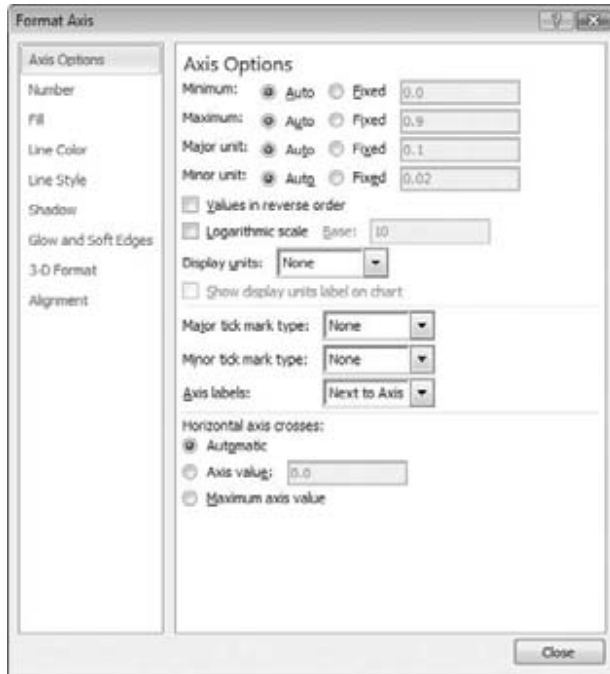 Format Axis
Axis Options
Number
Fill
Line Color
Line Style
Shadow
Glow and Soft Edges
3-D Format
Alignment
Axis Options
Minimum: Auto Fixed 0.0
Maximum: Auto Fixed 0.9
Major unit: Auto Fixed 0.1
Minor unit: Auto Fixed 0.02
Values in reverse order
Logarithmic scale Base: 10
Display units: None
Show display units label on chart
Major tick mark type: None
Minor tick mark type: None
Axis labels: Next to Axis
Horizontal axis crosses:
Automatic
Axis value: 0.0
Maximum axis value
Close